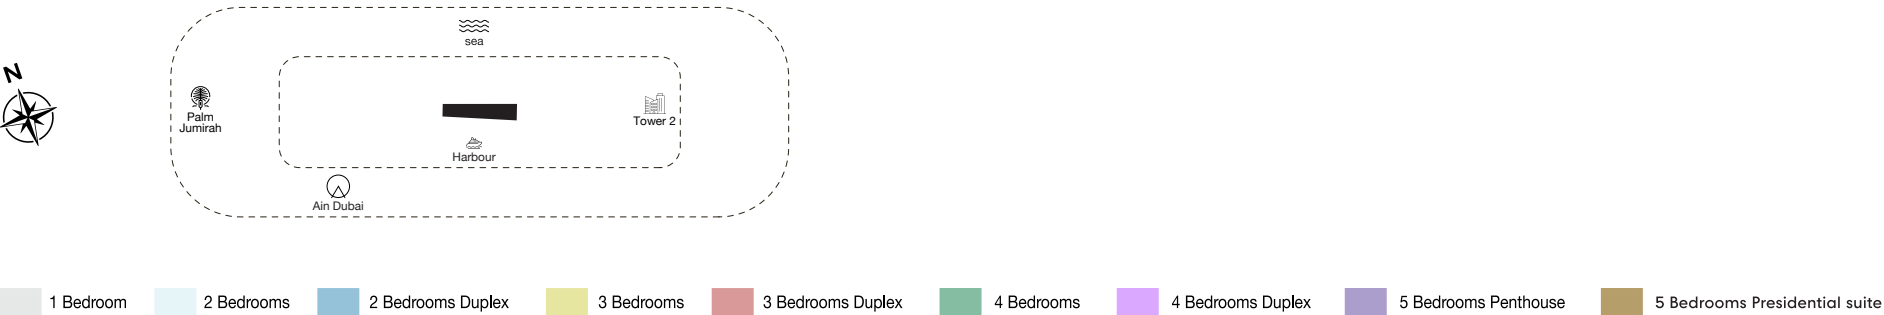 N
sea
Palm
Jumirah
Tower 2
Harbour
Ain Dubai
1 Bedroom
2 Bedrooms
2 Bedrooms Duplex
3 Bedrooms
3 Bedrooms Duplex
4 Bedrooms
4 Bedrooms Duplex
5 Bedrooms Penthouse
5 Bedrooms Presidential suite